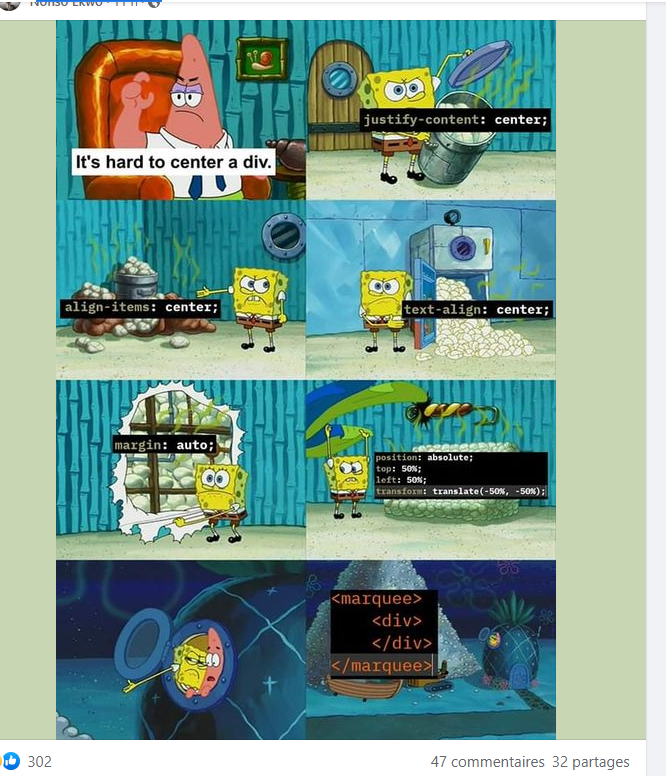 It's hard to center a div.
justify-content: center;
align-items: center;
text-align: center;
margin: auto;
position: absolute;
top: 50%;
left: 50%;
transform: translate(-50%, -50%);
<marquee>
<div>
</div>
</marquee>
302
47 commentaires 32 partages